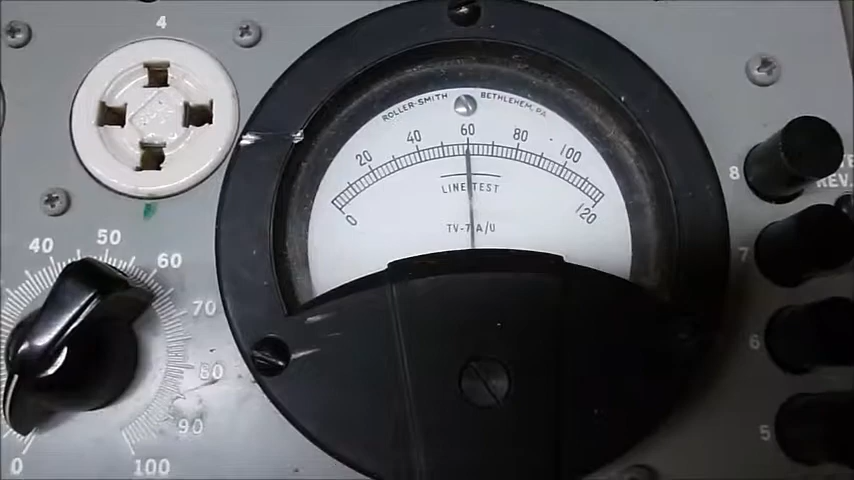 4
ROLLER-SMITH BETHLEHEM-PA
0 20 40 60 80 100 120
LINE TEST
TV-7 A/U
8
REV.
7
6
5
0 40 50 60 70 80 90 100